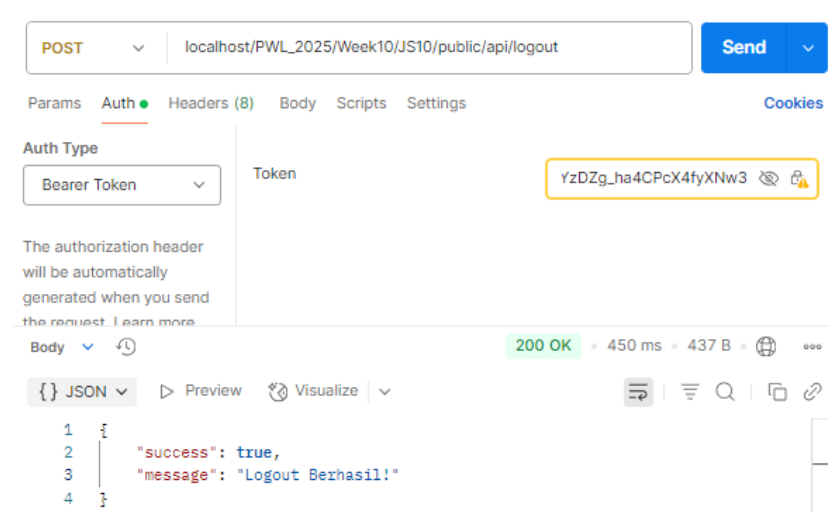 POST localhost/PWL_2025/Week10/JS10/public/api/logout Send
Params Auth Headers (8) Body Scripts Settings Cookies
Auth Type
Bearer Token
Token YzDZg_ha4CPcX4fyXNw3
The authorization header
will be automatically
generated when you send
the request. Learn more
Body 200 OK 450 ms 437 B
{} JSON Preview Visualize
1 {
2 "success": true,
3 "message": "Logout Berhasil!"
4 }